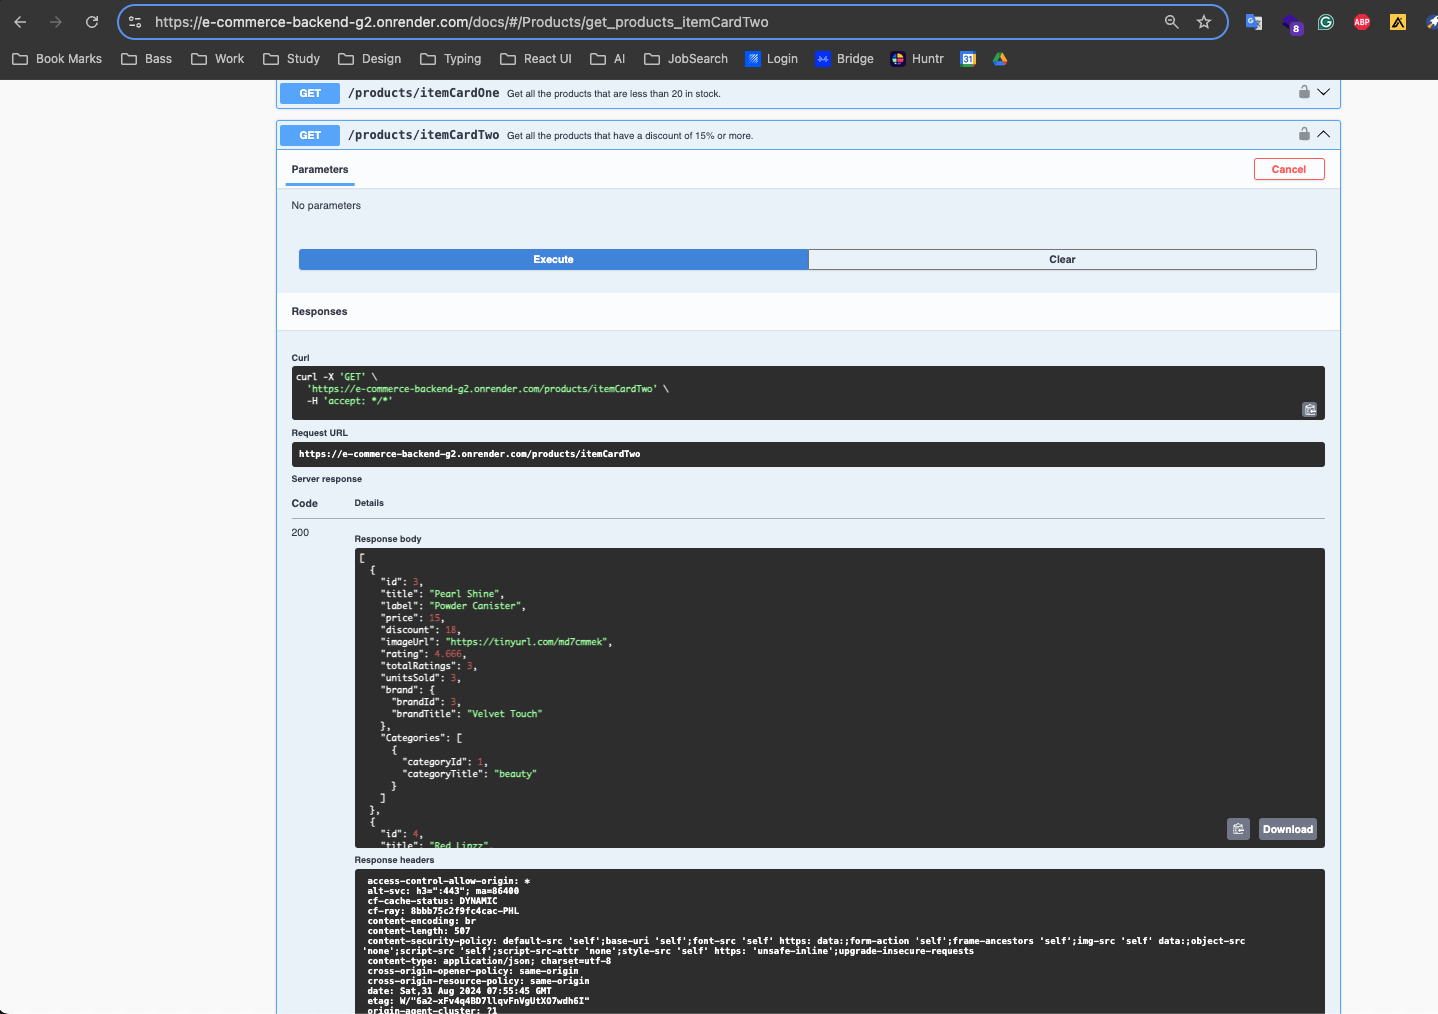 https://e-commerce-backend-g2.onrender.com/docs/#/Products/get_products_itemCardTwo
8
ABP
Book Marks
Bass
Work
Study
Design
Typing
React UI
AI
JobSearch
Login
Bridge
Huntr
31
GET /products/itemCardOne Get all the products that are less than 20 in stock.
GET /products/itemCardTwo Get all the products that have a discount of 15% or more.
Parameters
Cancel
No parameters
Execute
Clear
Responses
Curl
curl -X 'GET' \
'https://e-commerce-backend-g2.onrender.com/products/itemCardTwo' \
-H 'accept: */*'
Request URL
https://e-commerce-backend-g2.onrender.com/products/itemCardTwo
Server response
Code Details
200
Response body
[
{
"id": 3,
"title": "Pearl Shine",
"label": "Powder Canister",
"price": 15,
"discount": 18,
"imageUrl": "https://tinyurl.com/md7cmmek",
"rating": 4.666,
"totalRatings": 3,
"unitsSold": 3,
"brand": {
"brandId": 3,
"brandTitle": "Velvet Touch"
},
"Categories": [
{
"categoryId": 1,
"categoryTitle": "beauty"
}
]
},
{
"id": 4,
"title": "Red Lipzz",
Download
Response headers
access-control-allow-origin: *
alt-svc: h3=":443"; ma=86400
cf-cache-status: DYNAMIC
cf-ray: 8bbb75c2f9fc4cac-PHL
content-encoding: br
content-length: 507
content-security-policy: default-src 'self';base-uri 'self';font-src 'self' https: data:;form-action 'self';frame-ancestors 'self';img-src 'self' data:;object-src
'none';script-src 'self';script-src-attr 'none';style-src 'self' https: 'unsafe-inline';upgrade-insecure-requests
content-type: application/json; charset=utf-8
cross-origin-opener-policy: same-origin
cross-origin-resource-policy: same-origin
date: Sat,31 Aug 2024 07:55:45 GMT
etag: W/"6a2-xFv4q4BD7llqvFnVgUtXO7wdh6I"
origin-agent-cluster: ?1